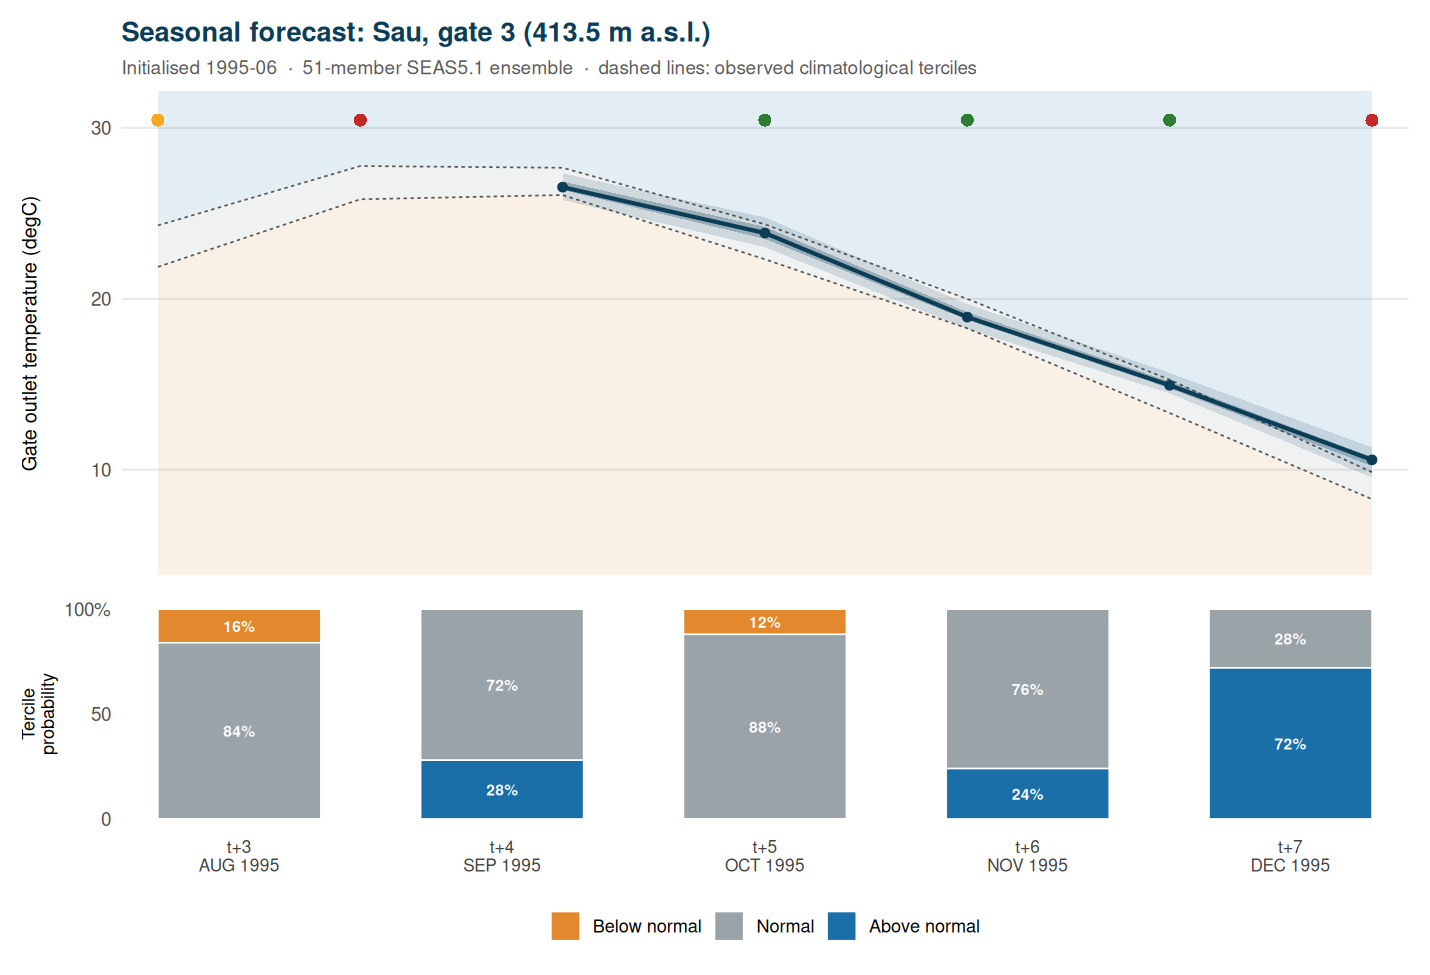 Seasonal forecast: Sau, gate 3 (413.5 m a.s.l.)
Initialised 1995-06 · 51-member SEAS5.1 ensemble · dashed lines: observed climatological terciles
Gate outlet temperature (degC)
30
20
10
Tercile
probability
100%
50
0
16%
84%
72%
28%
12%
88%
76%
24%
28%
72%
t+3
AUG 1995
t+4
SEP 1995
t+5
OCT 1995
t+6
NOV 1995
t+7
DEC 1995
Below normal
Normal
Above normal